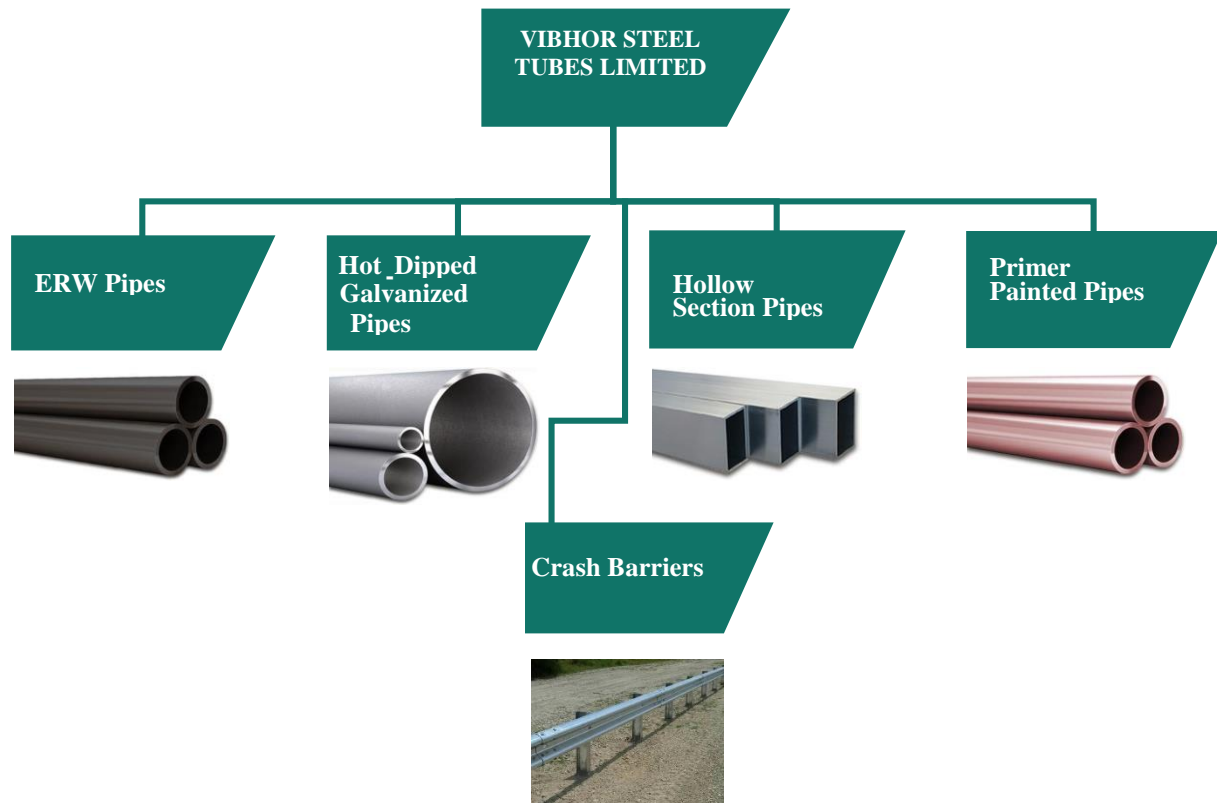 VIBHOR STEEL
TUBES LIMITED
ERW Pipes
Hot_Dipped
Galvanized
Pipes
Hollow
Section Pipes
Primer
Painted Pipes
Crash Barriers